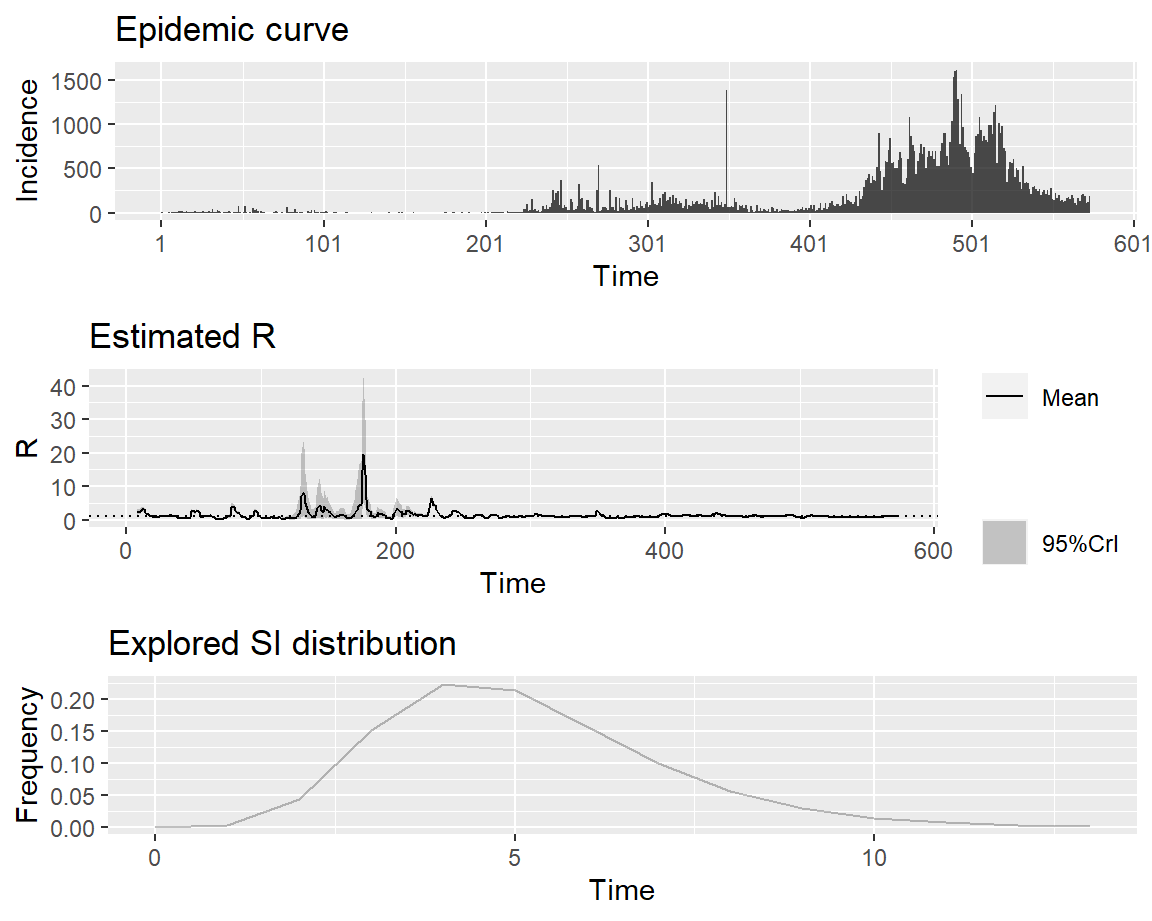 Epidemic curve
1500
1000
500
0
Incidence
1 101 201 301 401 501 601
Time
Estimated R
40
30
20
10
0
R
0 200 400 600
Time
Mean
95%CrI
Explored SI distribution
0.20
0.15
0.10
0.05
0.00
Frequency
0 5 10
Time